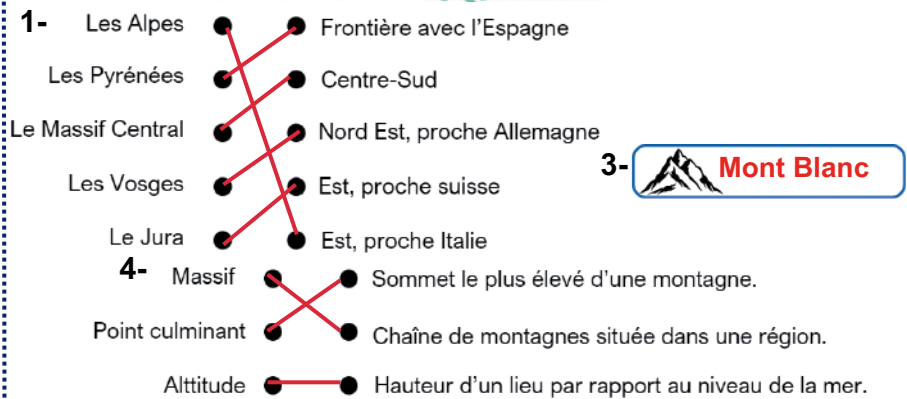 1- Les Alpes Frontière avec l'Espagne
Les Pyrénées Centre-Sud
Le Massif Central Nord Est, proche Allemagne
3- Mont Blanc
Les Vosges Est, proche suisse
Le Jura Est, proche Italie
4- Massif Sommet le plus élevé d'une montagne.
Point culminant Chaîne de montagnes située dans une région.
Alttitude Hauteur d'un lieu par rapport au niveau de la mer.